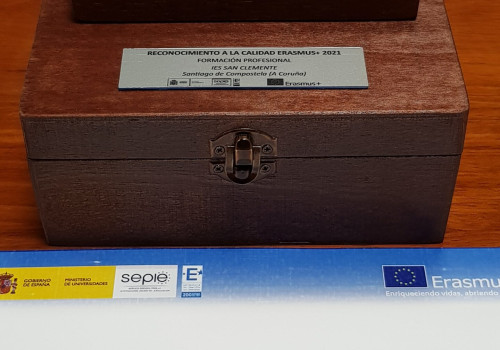 RECONOCIMIENTO A LA CALIDAD ERASMUS+ 2021
FORMACIÓN PROFESIONAL
IES SAN CLEMENTE
Santiago de Compostela (A Coruña)
Erasmus+
GOBIERNO DE ESPAÑA
MINISTERIO DE UNIVERSIDADES
sepie
E
Erasmus
Enriqueciendo vidas, abriendo